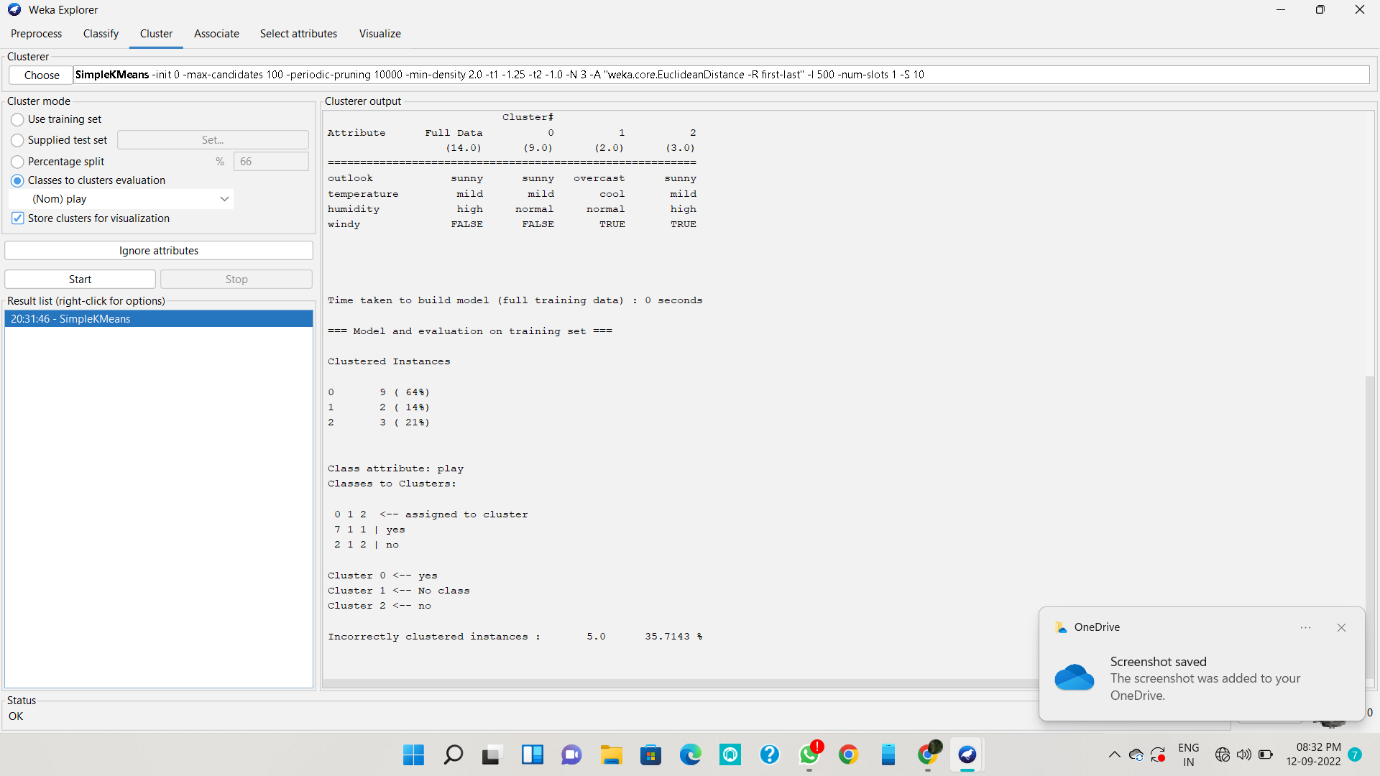 Weka Explorer
Preprocess Classify Cluster Associate Select attributes Visualize
Clusterer
Choose SimpleKMeans -init 0 -max-candidates 100 -periodic-pruning 10000 -min-density 2.0 -t1 -1.25 -t2 -1.0 -N 3 -A "weka.core.EuclideanDistance -R first-last" -I 500 -num-slots 1 -S 10
Cluster mode
Use training set
Supplied test set Set...
Percentage split % 66
Classes to clusters evaluation
(Nom) play
Store clusters for visualization
Ignore attributes
Start Stop
Result list (right-click for options)
20:31:46 - SimpleKMeans
Clusterer output
Cluster#
Attribute Full Data 0 1 2
(14.0) (9.0) (2.0) (3.0)
=========================================================
outlook sunny sunny overcast sunny
temperature mild mild cool mild
humidity high normal normal high
windy FALSE FALSE TRUE TRUE
Time taken to build model (full training data) : 0 seconds
=== Model and evaluation on training set ===
Clustered Instances
0 9 ( 64%)
1 2 ( 14%)
2 3 ( 21%)
Class attribute: play
Classes to Clusters:
0 1 2 <-- assigned to cluster
7 1 1 | yes
2 1 2 | no
Cluster 0 <-- yes
Cluster 1 <-- No class
Cluster 2 <-- no
Incorrectly clustered instances : 5.0 35.7143 %
OneDrive
Screenshot saved
The screenshot was added to your
OneDrive.
Status
OK
0
ENG
IN
08:32 PM
12-09-2022
7